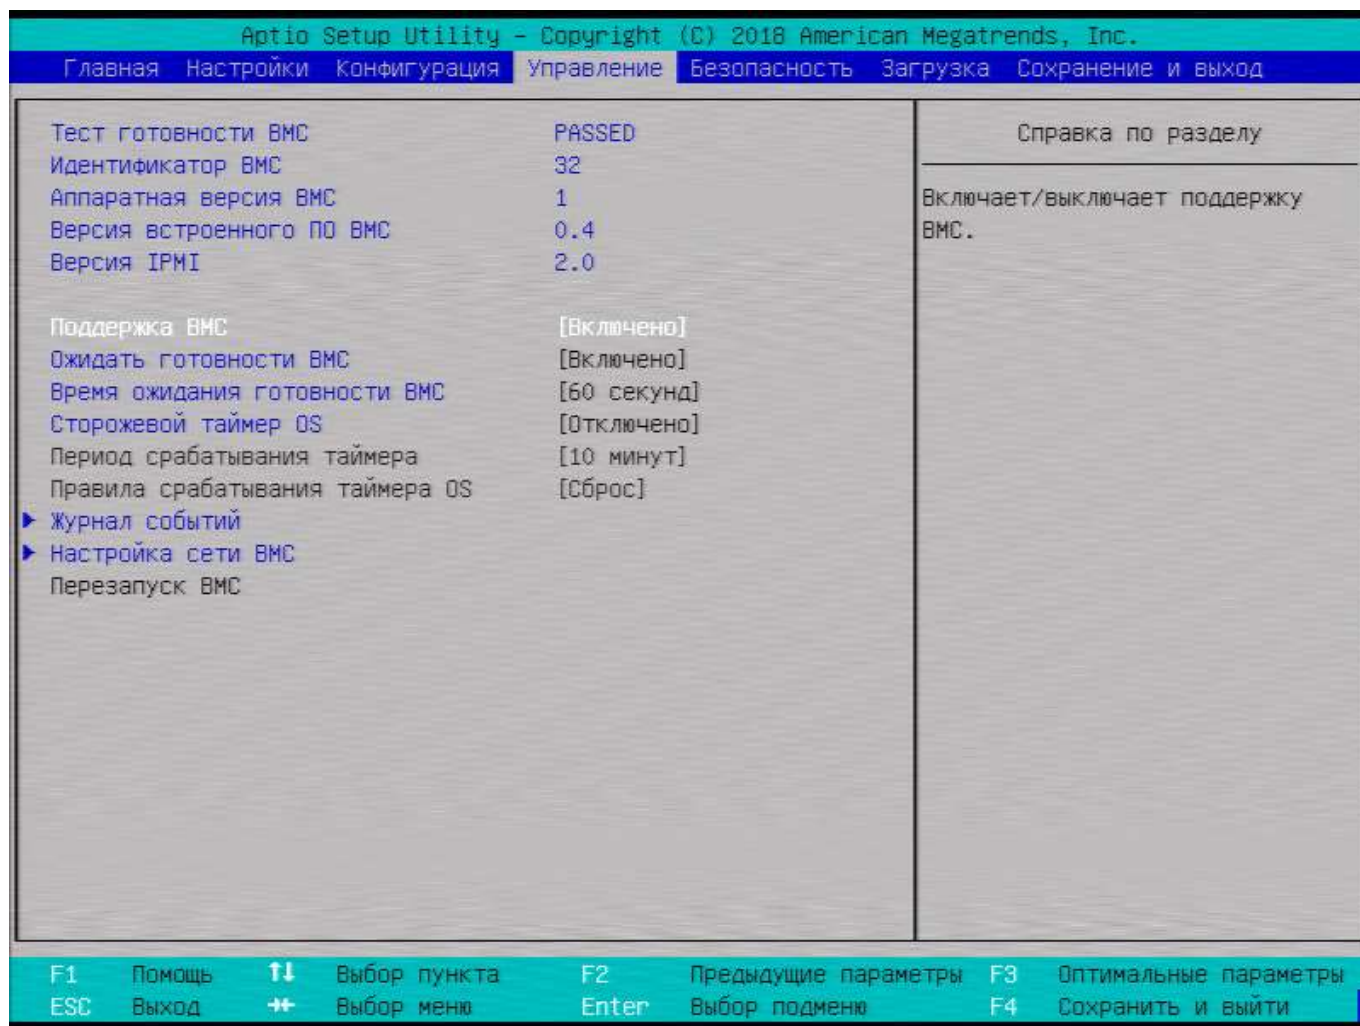 Aptio Setup Utility - Copyright (C) 2018 American Megatrends, Inc.
Главная Настройки Конфигурация Управление Безопасность Загрузка Сохранение и выход
Тест готовности BMC PASSED
Идентификатор BMC 32
Аппаратная версия BMC 1
Версия встроенного ПО BMC 0.4
Версия IPMI 2.0
Поддержка BMC [Включено]
Ожидать готовности BMC [Включено]
Время ожидания готовности BMC [60 секунд]
Сторожевой таймер OS [Отключено]
Период срабатывания таймера [10 минут]
Правила срабатывания таймера OS [Сброс]
Журнал событий
Настройка сети BMC
Перезапуск BMC
Справка по разделу
Включает/выключает поддержку
BMC.
F1 Помощь ↑↓ Выбор пункта F2 Предыдущие параметры F3 Оптимальные параметры
ESC Выход →← Выбор меню Enter Выбор подменю F4 Сохранить и выйти